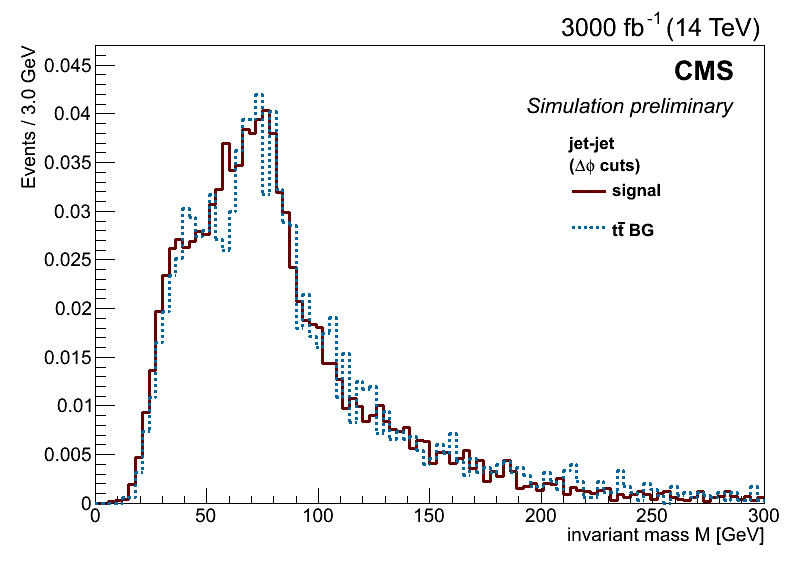 3000 fb⁻¹ (14 TeV)
CMS
Simulation preliminary
jet-jet
(Δϕ cuts)
signal
tt̄ BG
Events / 3.0 GeV
0.045
0.04
0.035
0.03
0.025
0.02
0.015
0.01
0.005
0
0 50 100 150 200 250 300
invariant mass M [GeV]